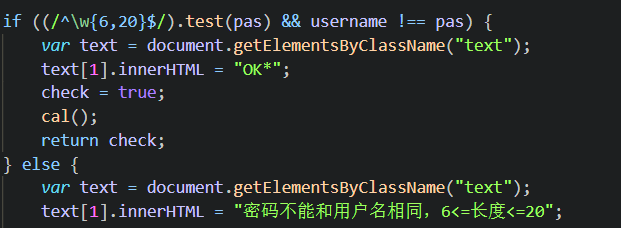 if ((/^\w{6,20}$/).test(pas) && username !== pas) {
var text = document.getElementsByClassName("text");
text[1].innerHTML = "OK*";
check = true;
cal();
return check;
} else {
var text = document.getElementsByClassName("text");
text[1].innerHTML = "密码不能和用户名相同，6<=长度<=20";